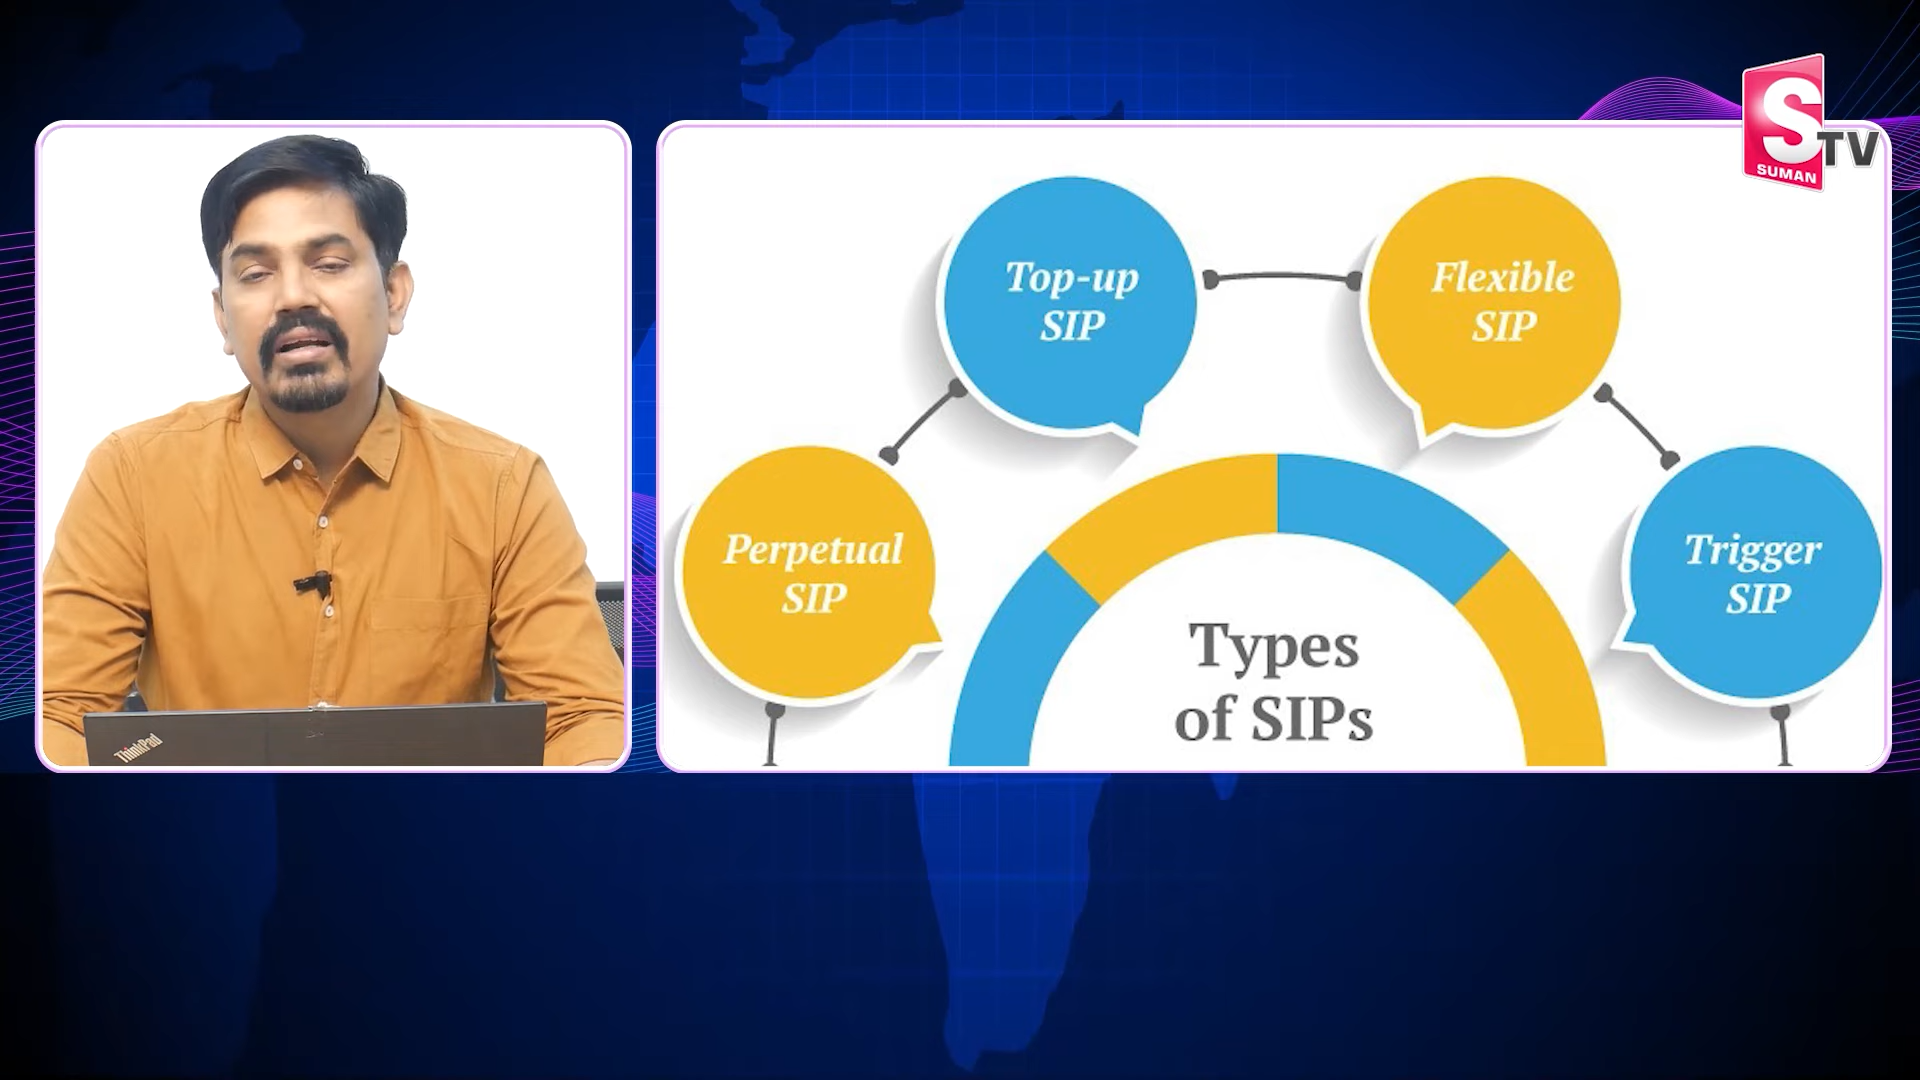 S
TV
SUMAN
Top-up
SIP
Flexible
SIP
Perpetual
SIP
Trigger
SIP
Types
of SIPs
ThinkPad